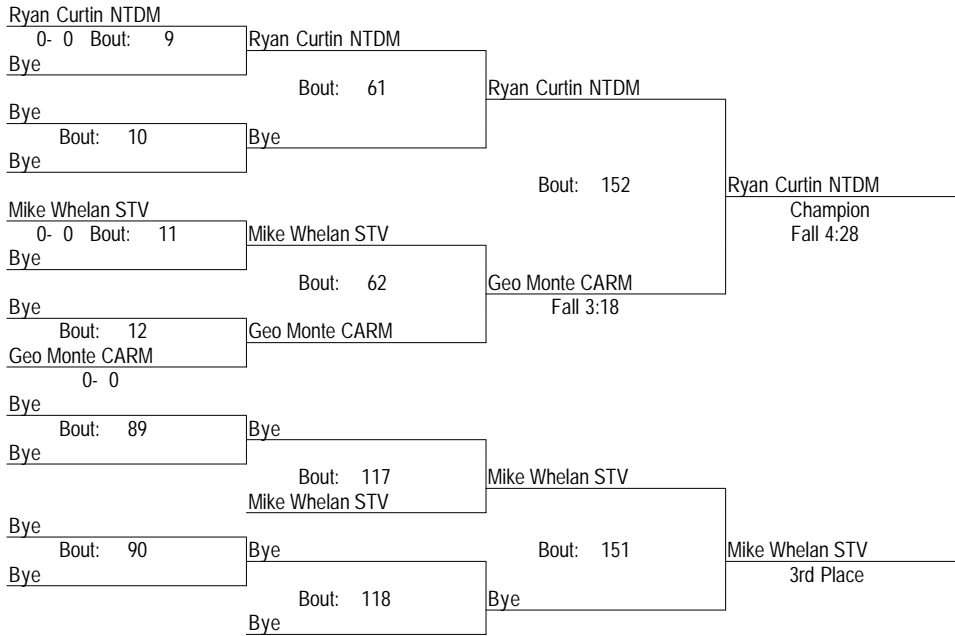 Ryan Curtin NTDM
0- 0 Bout: 9
Ryan Curtin NTDM
Bye
Bout: 61
Ryan Curtin NTDM
Bye
Bout: 10
Bye
Bye
Bout: 152
Ryan Curtin NTDM
Mike Whelan STV
Champion
0- 0 Bout: 11
Mike Whelan STV
Fall 4:28
Bye
Bout: 62
Geo Monte CARM
Bye
Fall 3:18
Bout: 12
Geo Monte CARM
Geo Monte CARM
0- 0
Bye
Bout: 89
Bye
Bye
Bout: 117
Mike Whelan STV
Mike Whelan STV
Bye
Bout: 90
Bye
Bout: 151
Mike Whelan STV
Bye
3rd Place
Bout: 118
Bye
Bye